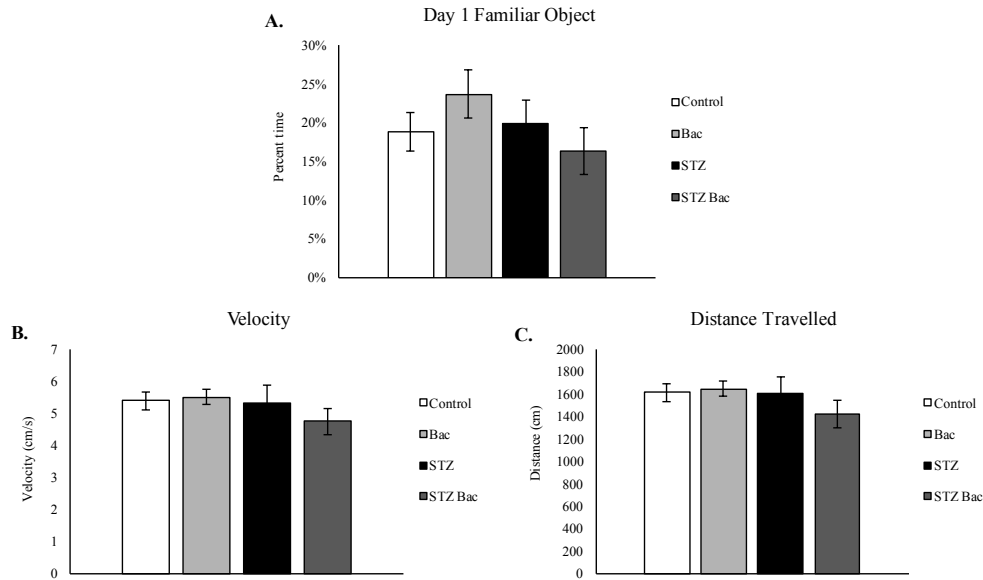 A.
Day 1 Familiar Object
Percent time
30%
25%
20%
15%
10%
5%
0%
Control
Bac
STZ
STZ Bac
B.
Velocity
Velocity (cm/s)
7
6
5
4
3
2
1
0
Control
Bac
STZ
STZ Bac
C.
Distance Travelled
Distance (cm)
2000
1800
1600
1400
1200
1000
800
600
400
200
0
Control
Bac
STZ
STZ Bac